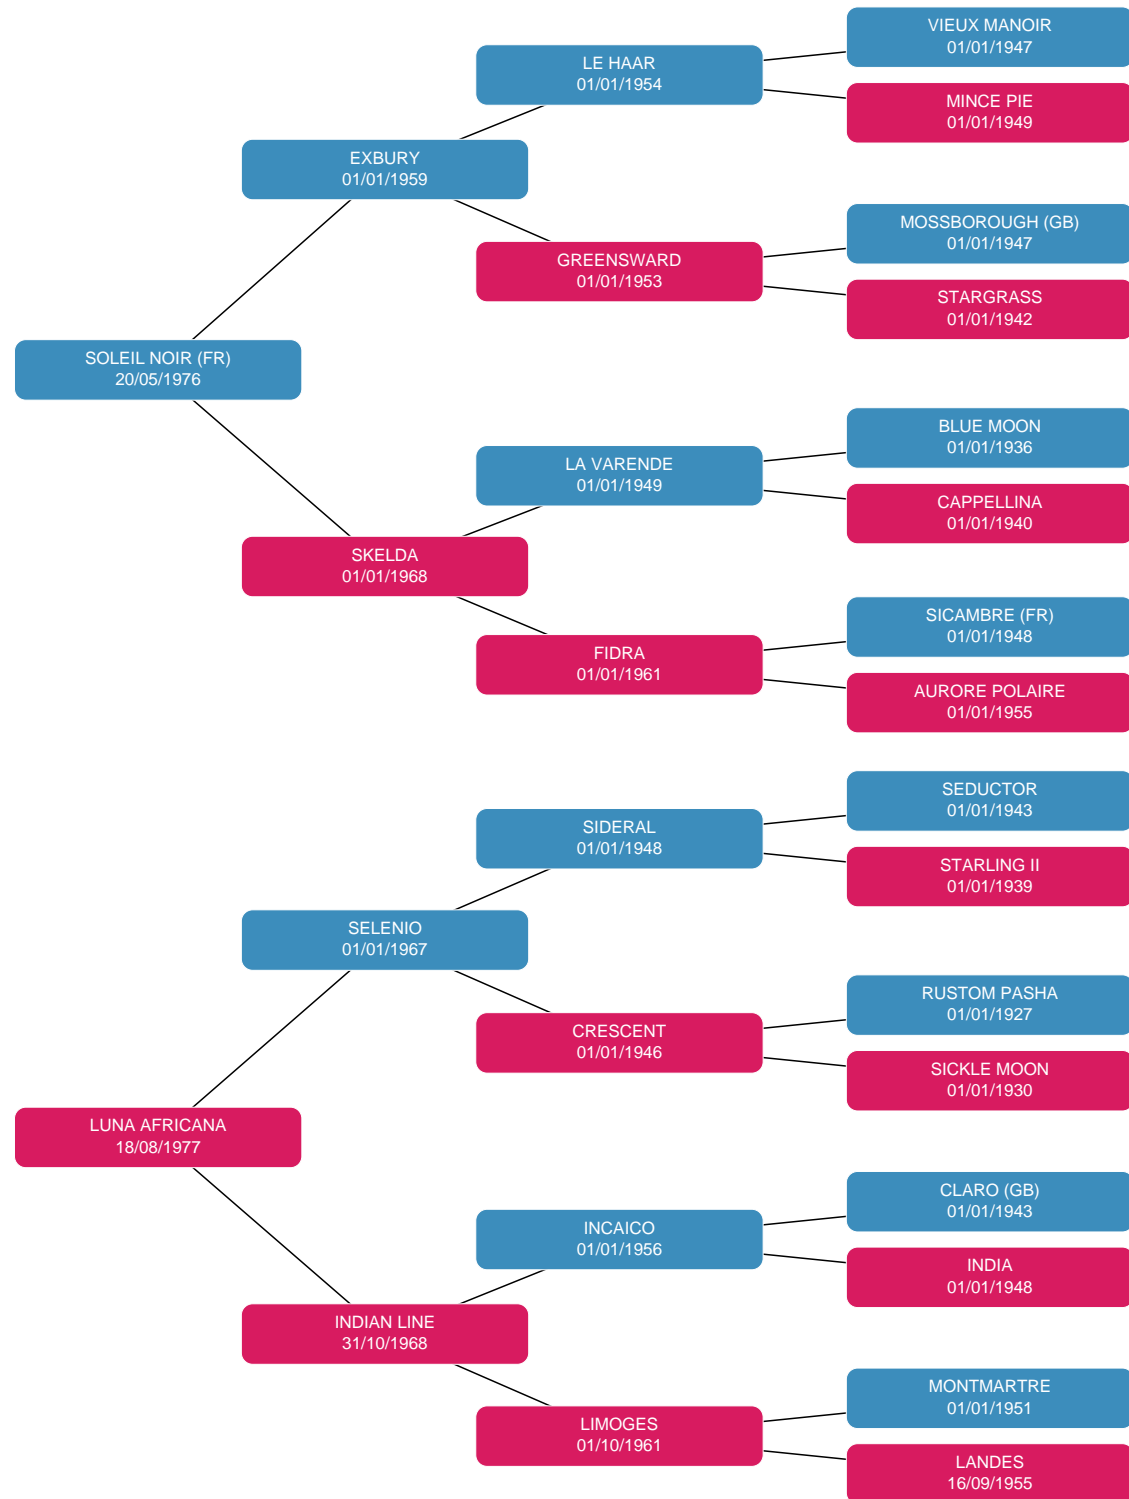 VIEUX MANOIR
01/01/1947
LE HAAR
01/01/1954
MINCE PIE
01/01/1949
EXBURY
01/01/1959
MOSSBOROUGH (GB)
01/01/1947
GREENSWARD
01/01/1953
STARGRASS
01/01/1942
SOLEIL NOIR (FR)
20/05/1976
BLUE MOON
01/01/1936
LA VARENDE
01/01/1949
CAPPELLINA
01/01/1940
SKELDA
01/01/1968
SICAMBRE (FR)
01/01/1948
FIDRA
01/01/1961
AURORE POLAIRE
01/01/1955
SEDUCTOR
01/01/1943
SIDERAL
01/01/1948
STARLING II
01/01/1939
SELENIO
01/01/1967
RUSTOM PASHA
01/01/1927
CRESCENT
01/01/1946
SICKLE MOON
01/01/1930
LUNA AFRICANA
18/08/1977
CLARO (GB)
01/01/1943
INCAICO
01/01/1956
INDIA
01/01/1948
INDIAN LINE
31/10/1968
MONTMARTRE
01/01/1951
LIMOGES
01/10/1961
LANDES
16/09/1955